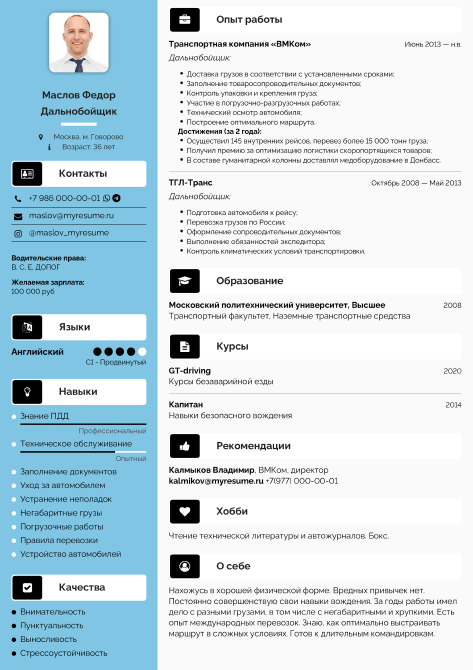 Маслов Федор
Дальнобойщик
Москва, м. Говорово
Возраст: 36 лет
Контакты
+7 986 000-00-01
maslov@myresume.ru
@maslov_myresume
Водительские права:
B, C, E, ДОПОГ
Желаемая зарплата:
100 000 руб
Языки
Английский
C1 - Продвинутый
Навыки
Знание ПДД
Профессиональный
Техническое обслуживание
Опытный
Заполнение документов
Уход за автомобилем
Устранение неполадок
Негабаритные грузы
Погрузочные работы
Правила перевозки
Устройство автомобилей
Качества
Внимательность
Пунктуальность
Выносливость
Стрессоустойчивость
Опыт работы
Транспортная компания «ВМКом» Июнь 2013 — н.в.
Дальнобойщик:
Доставка грузов в соответствии с установленными сроками;
Заполнение товаросопроводительных документов;
Контроль упаковки и крепления груза;
Участие в погрузочно-разгрузочных работах.
Технический осмотр автомобиля;
Построение оптимального маршрута.
Достижения (за 2 года):
Осуществил 145 внутренних рейсов, перевез более 15 000 тонн груза;
Получил премию за оптимизацию логистики скоропортящихся товаров;
В составе гуманитарной колонны доставлял медоборудование в Донбасс.
ТГЛ-Транс Октябрь 2008 — Май 2013
Дальнобойщик:
Подготовка автомобиля к рейсу;
Перевозка грузов по России;
Оформление сопроводительных документов;
Выполнение обязанностей экспедитора;
Контроль климатических условий транспортировки.
Образование
Московский политехнический университет, Высшее 2008
Транспортный факультет, Наземные транспортные средства
Курсы
GT-driving 2020
Курсы безаварийной езды
Капитан 2014
Навыки безопасного вождения
Рекомендации
Калмыков Владимир, ВМКом, директор
kalmikov@myresume.ru +7(977) 000-00-01
Хобби
Чтение технической литературы и автожурналов. Бокс.
О себе
Нахожусь в хорошей физической форме. Вредных привычек нет.
Постоянно совершенствую свои навыки вождения. За годы работы имел
дело с разными грузами, в том числе с негабаритными и хрупкими. Есть
опыт международных перевозок. Знаю, как оптимально выстраивать
маршрут в сложных условиях. Готов к длительным командировкам.